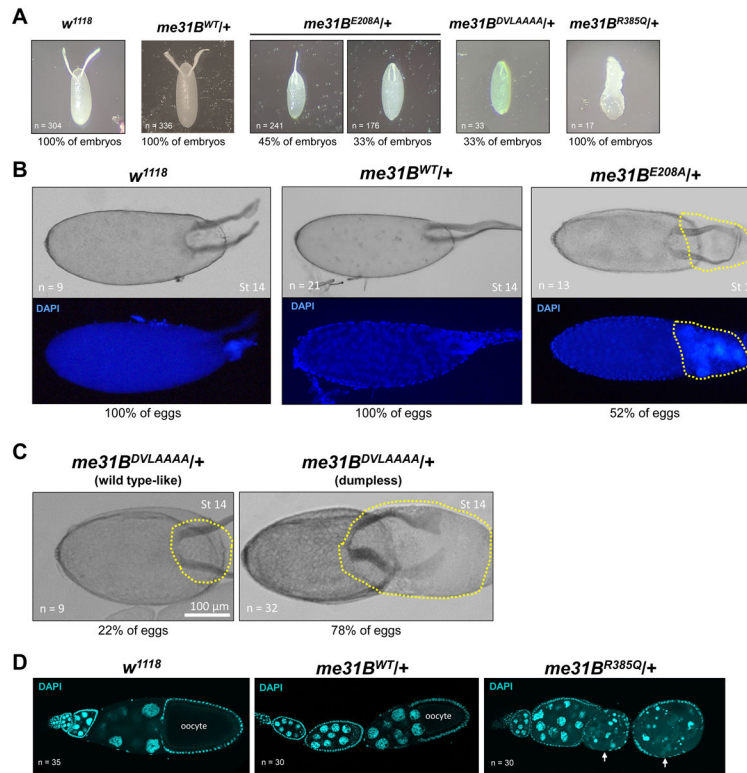 A
w1118
me31BWT/+
me31BE208A/+
me31BDVLAAAA/+
me31BR385Q/+
n = 304
n = 336
n = 241
n = 176
n = 33
n = 17
100% of embryos
100% of embryos
45% of embryos
33% of embryos
33% of embryos
100% of embryos
B
w1118
me31BWT/+
me31BE208A/+
n = 9
St 14
n = 21
St 14
n = 13
St
DAPI
DAPI
DAPI
100% of eggs
100% of eggs
52% of eggs
C
me31BDVLAAAA/+
(wild type-like)
me31BDVLAAAA/+
(dumpless)
St 14
St 14
n = 9
100 µm
n = 32
22% of eggs
78% of eggs
D
w1118
me31BWT/+
me31BR385Q/+
DAPI
DAPI
DAPI
oocyte
oocyte
n = 35
n = 30
n = 30